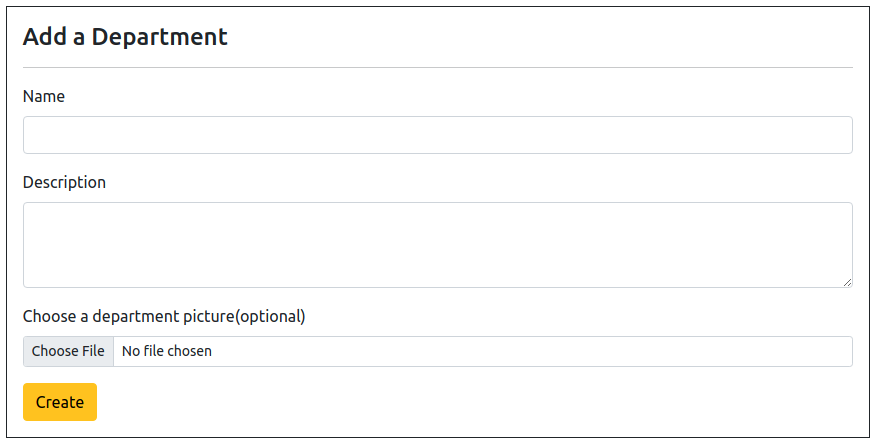 Add a Department
Name
Description
Choose a department picture(optional)
Choose File No file chosen
Create